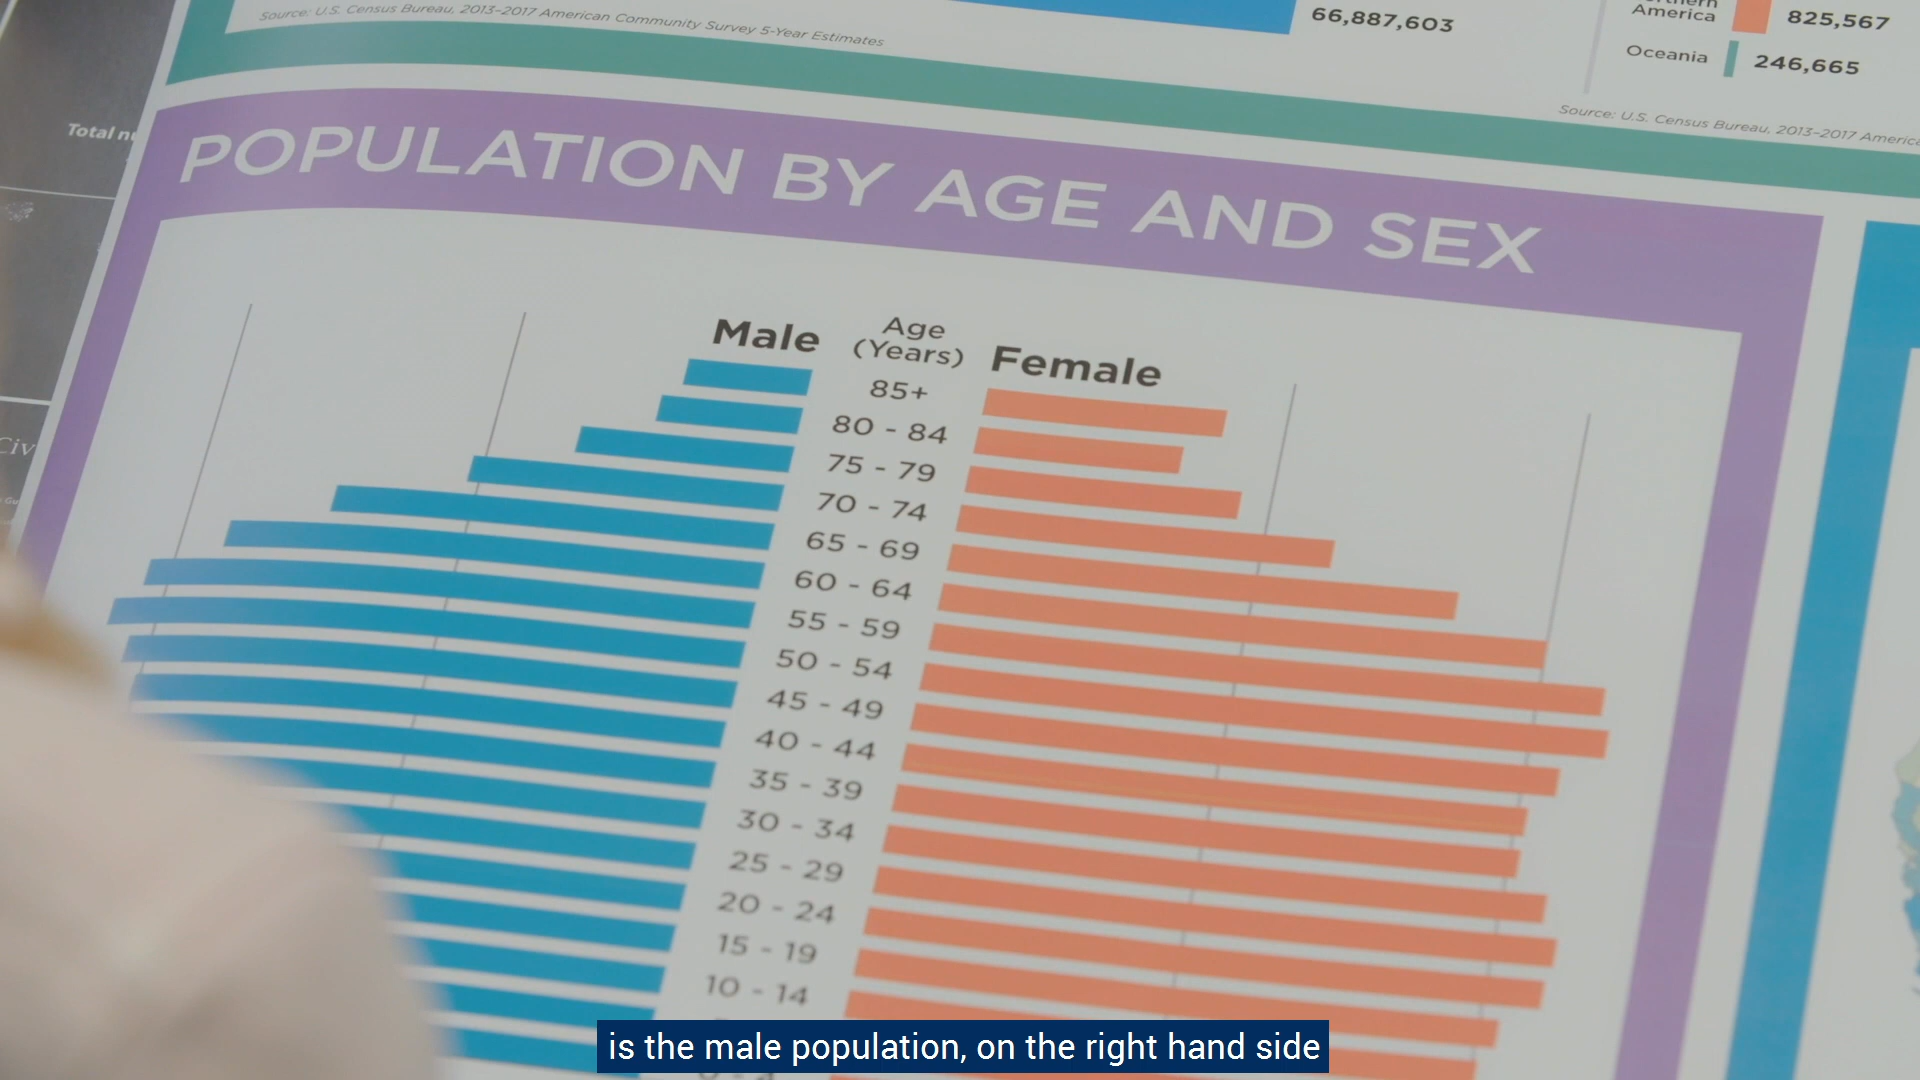 Source: U.S. Census Bureau, 2013-2017 American Community Survey 5-Year Estimates
66,887,603
America
825,567
Oceania
246,665
Source: U.S. Census Bureau, 2013-2017
Total
POPULATION BY AGE AND SEX
Male
Age
(Years)
Female
85+
80 - 84
75 - 79
70 - 74
65 - 69
60 - 64
55 - 59
50 - 54
45 - 49
40 - 44
35 - 39
30 - 34
25 - 29
20 - 24
15 - 19
10 - 14
is the male population, on the right hand side